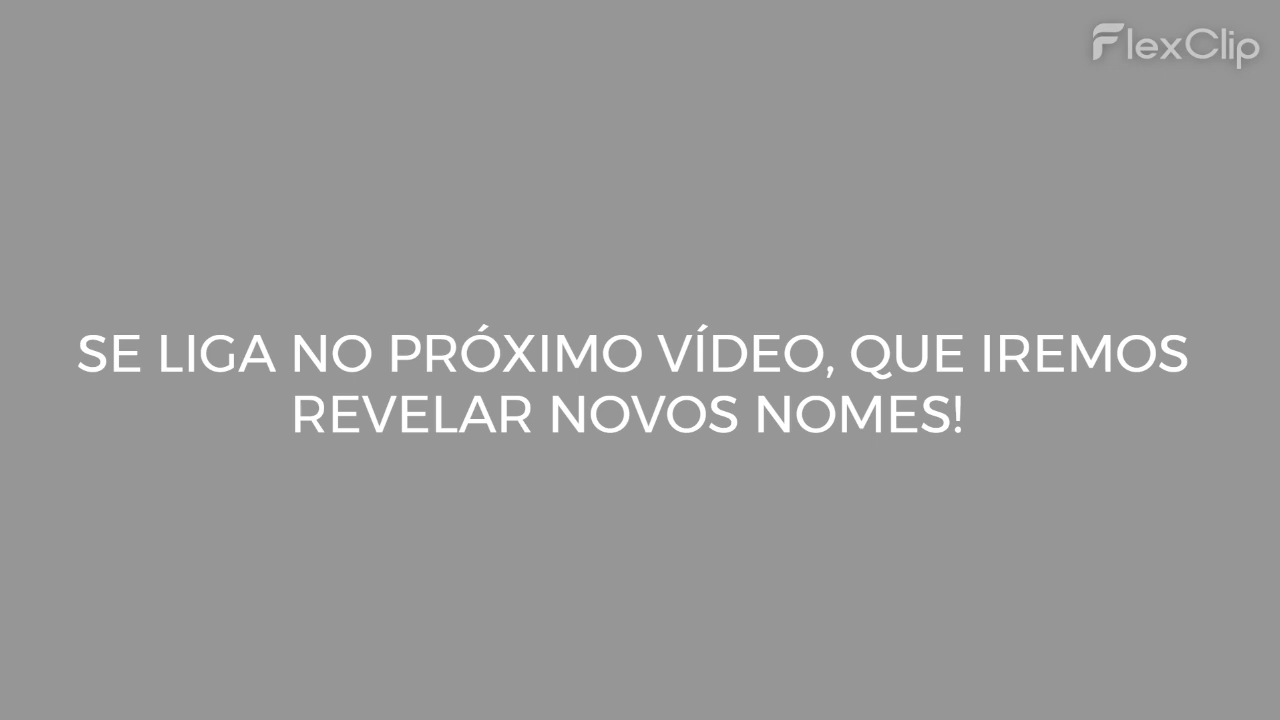 FlexClip
SE LIGA NO PRÓXIMO VÍDEO, QUE IREMOS
REVELAR NOVOS NOMES!